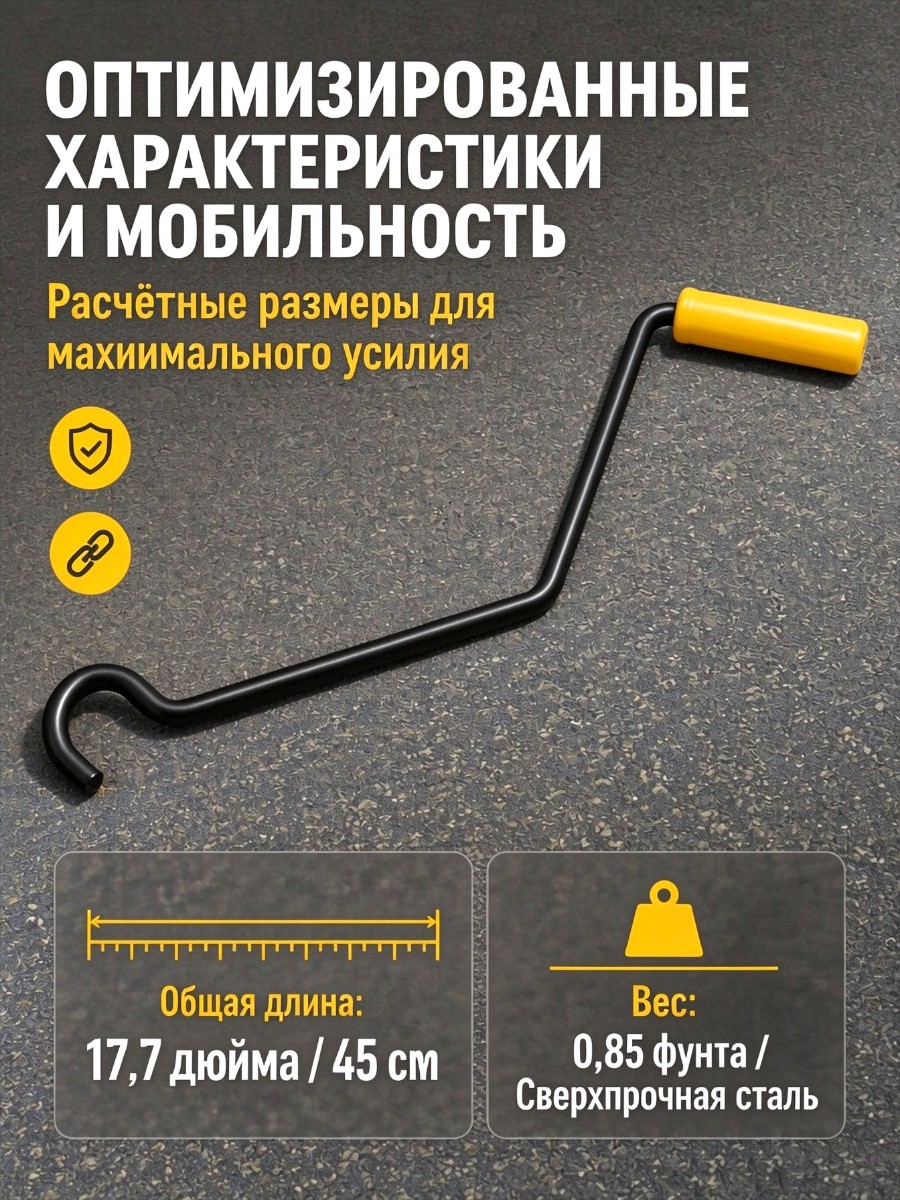 ОПТИМИЗИРОВАННЫЕ
ХАРАКТЕРИСТИКИ
И МОБИЛЬНОСТЬ
Расчётные размеры для
махиимального усилия
Общая длина:
17,7 дюйма / 45 cm
Вес:
0,85 фунта /
Сверхпрочная сталь